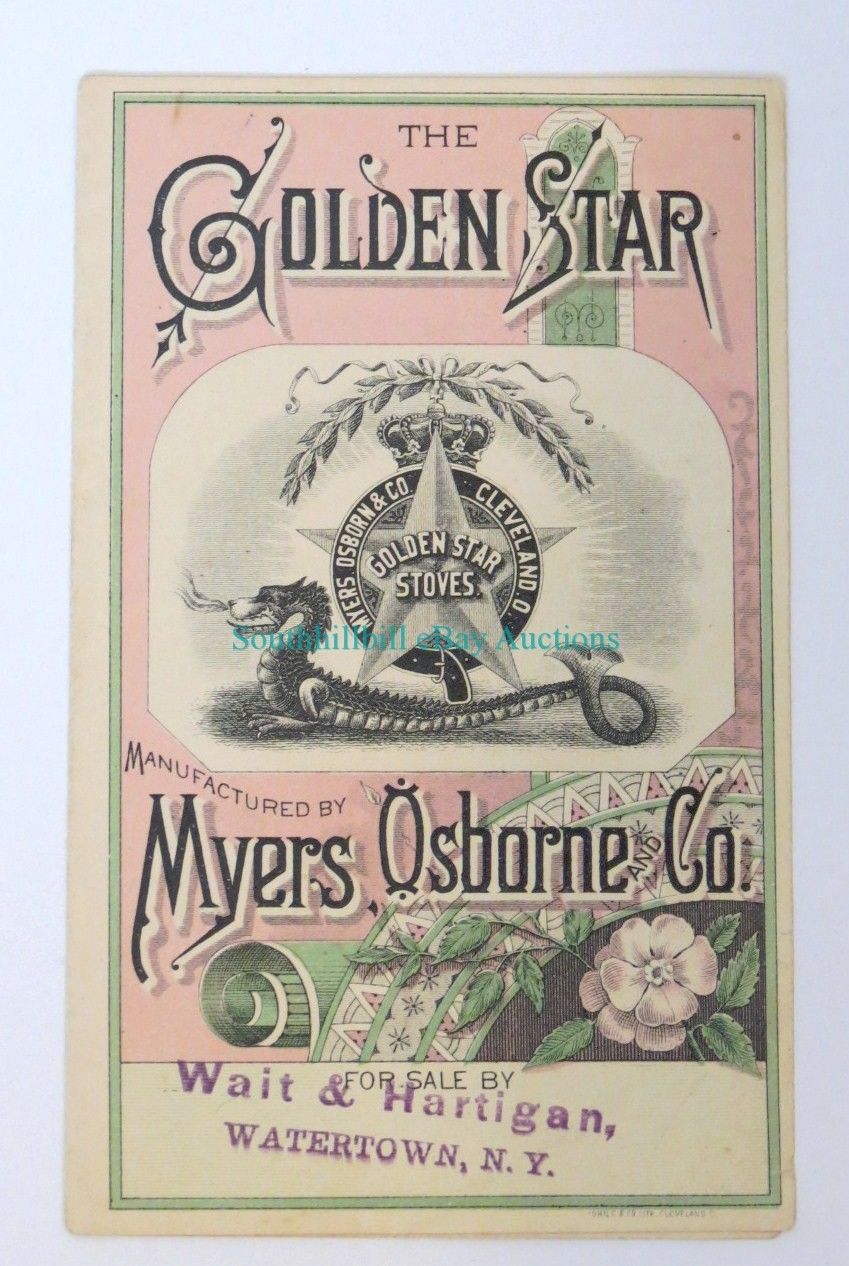 THE
GOLDEN STAR
MYERS, OSBORN & CO. CLEVELAND, O.
GOLDEN STAR
STOVES.
Southhillbill eBay Auctions
MANUFACTURED BY
Myers, Osborne AND Co.
FOR SALE BY
Wait & Hartigan,
WATERTOWN, N. Y.
CLEVELAND